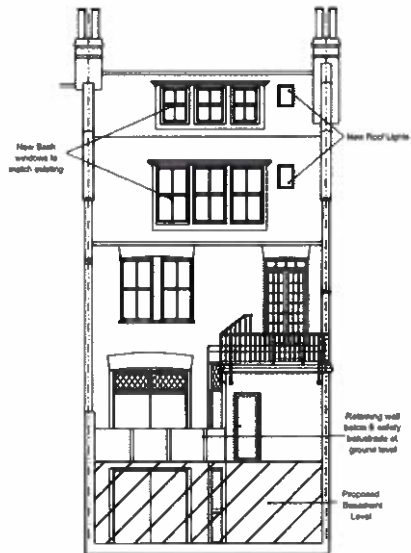 New Sash
windows to
match existing
New Roof Lights
Retaining wall
below & safety
balustrade at
ground level
Proposed
Basement
Level